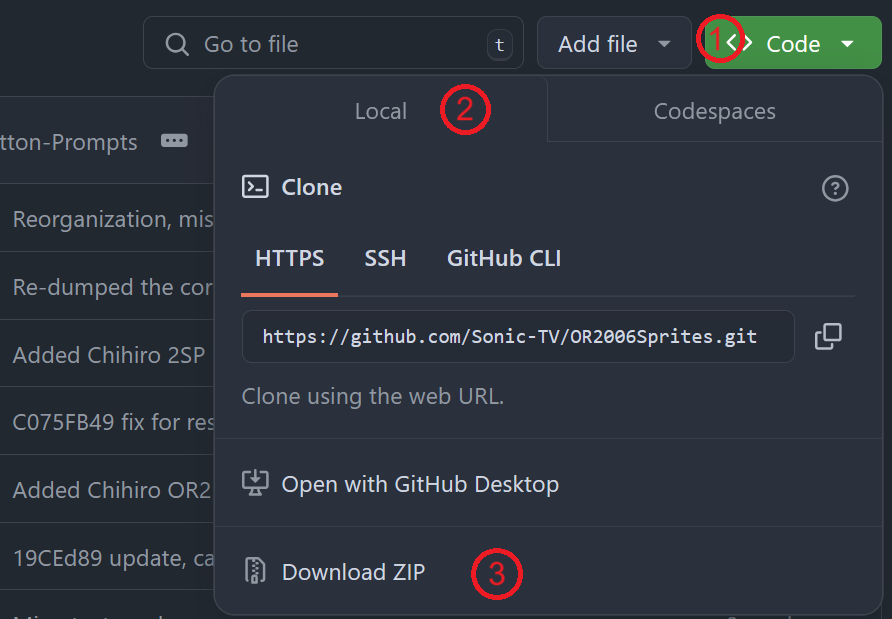 Go to file t Add file 1 <> Code
Local 2 Codespaces
tton-Prompts
Clone
Reorganization, mis
HTTPS SSH GitHub CLI
Re-dumped the cor
https://github.com/Sonic-TV/OR2006Sprites.git
Added Chihiro 2SP
Clone using the web URL.
C075FB49 fix for res
Open with GitHub Desktop
Added Chihiro OR2
19CEd89 update, ca
Download ZIP 3